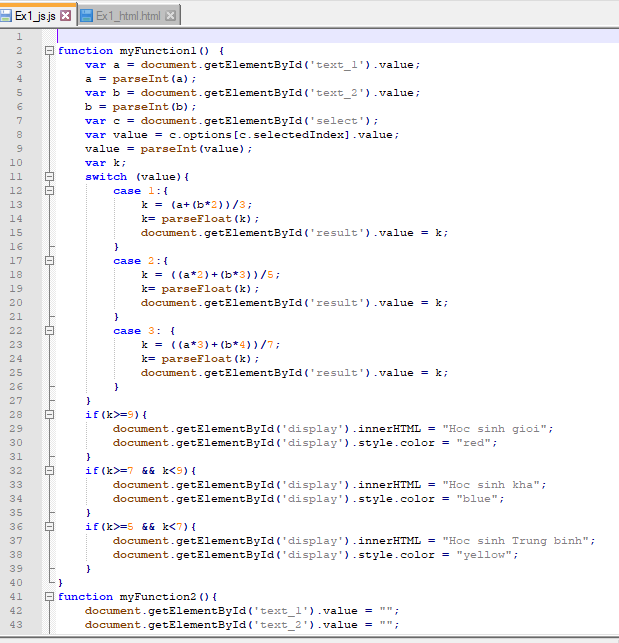 Ex1_js.js Ex1_html.html
1
2 function myFunction1() {
3 var a = document.getElementById('text_1').value;
4 a = parseInt(a);
5 var b = document.getElementById('text_2').value;
6 b = parseInt(b);
7 var c = document.getElementById('select');
8 var value = c.options[c.selectedIndex].value;
9 value = parseInt(value);
10 var k;
11 switch (value){
12 case 1:{
13 k = (a+(b*2))/3;
14 k= parseFloat(k);
15 document.getElementById('result').value = k;
16 }
17 case 2:{
18 k = ((a*2)+(b*3))/5;
19 k= parseFloat(k);
20 document.getElementById('result').value = k;
21 }
22 case 3: {
23 k = ((a*3)+(b*4))/7;
24 k= parseFloat(k);
25 document.getElementById('result').value = k;
26 }
27 }
28 if(k>=9){
29 document.getElementById('display').innerHTML = "Hoc sinh gioi";
30 document.getElementById('display').style.color = "red";
31 }
32 if(k>=7 && k<9){
33 document.getElementById('display').innerHTML = "Hoc sinh kha";
34 document.getElementById('display').style.color = "blue";
35 }
36 if(k>=5 && k<7){
37 document.getElementById('display').innerHTML = "Hoc sinh Trung binh";
38 document.getElementById('display').style.color = "yellow";
39 }
40 }
41 function myFunction2(){
42 document.getElementById('text_1').value = "";
43 document.getElementById('text_2').value = "";